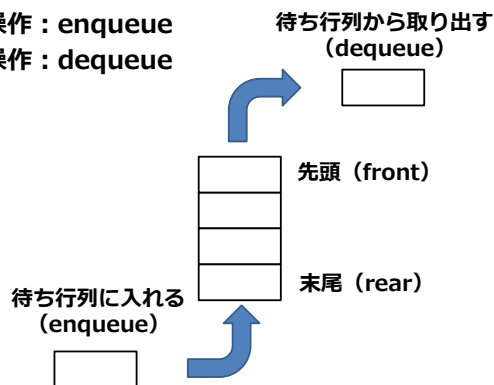 操作：enqueue
操作：dequeue
待ち行列から取り出す
（dequeue）
先頭（front）
末尾（rear）
待ち行列に入れる
（enqueue）